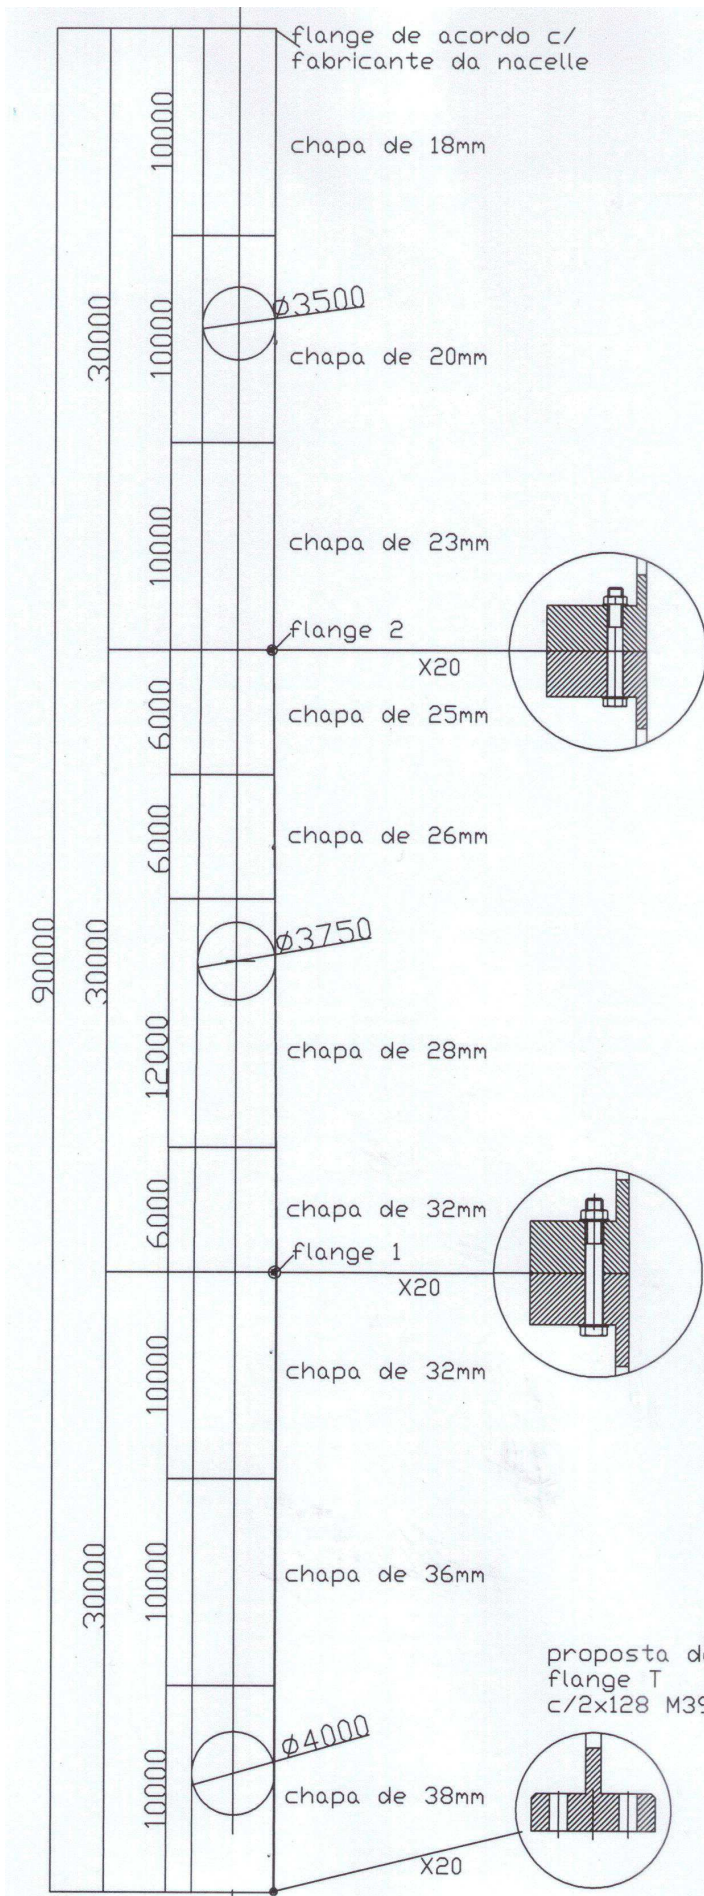 flange de acordo c/
fabricante da nacelle
10000
chapa de 18mm
ø3500
30000
10000
chapa de 20mm
10000
chapa de 23mm
flange 2
X20
6000
chapa de 25mm
6000
chapa de 26mm
ø3750
90000
30000
12000
chapa de 28mm
6000
chapa de 32mm
flange 1
X20
10000
chapa de 32mm
30000
10000
chapa de 36mm
proposta
flange T
c/2x128
ø4000
10000
chapa de 38mm
X20